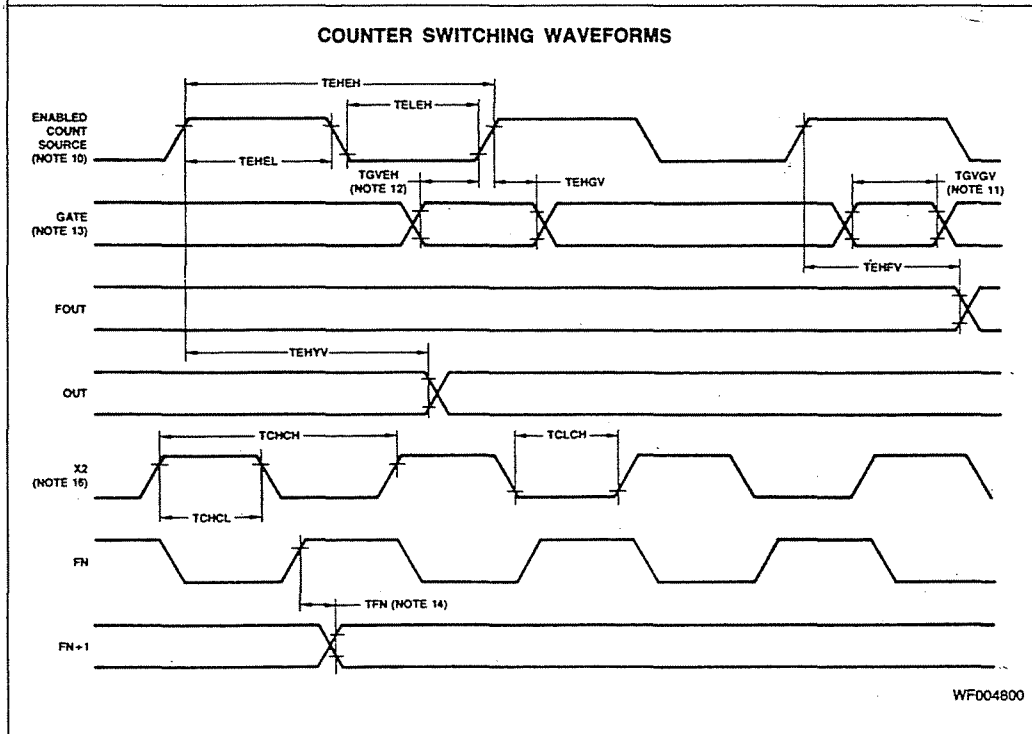 COUNTER SWITCHING WAVEFORMS
TEHEH
TELEH
ENABLED
COUNT
SOURCE
(NOTE 10)
TEHEL
TGVEH
(NOTE 12)
TEHGV
TGVGV
(NOTE 11)
GATE
(NOTE 13)
TEHFV
FOUT
TEHYV
OUT
TCHCH
TCLCH
X2
(NOTE 15)
TCHCL
FN
TFN (NOTE 14)
FN+1
WF004800